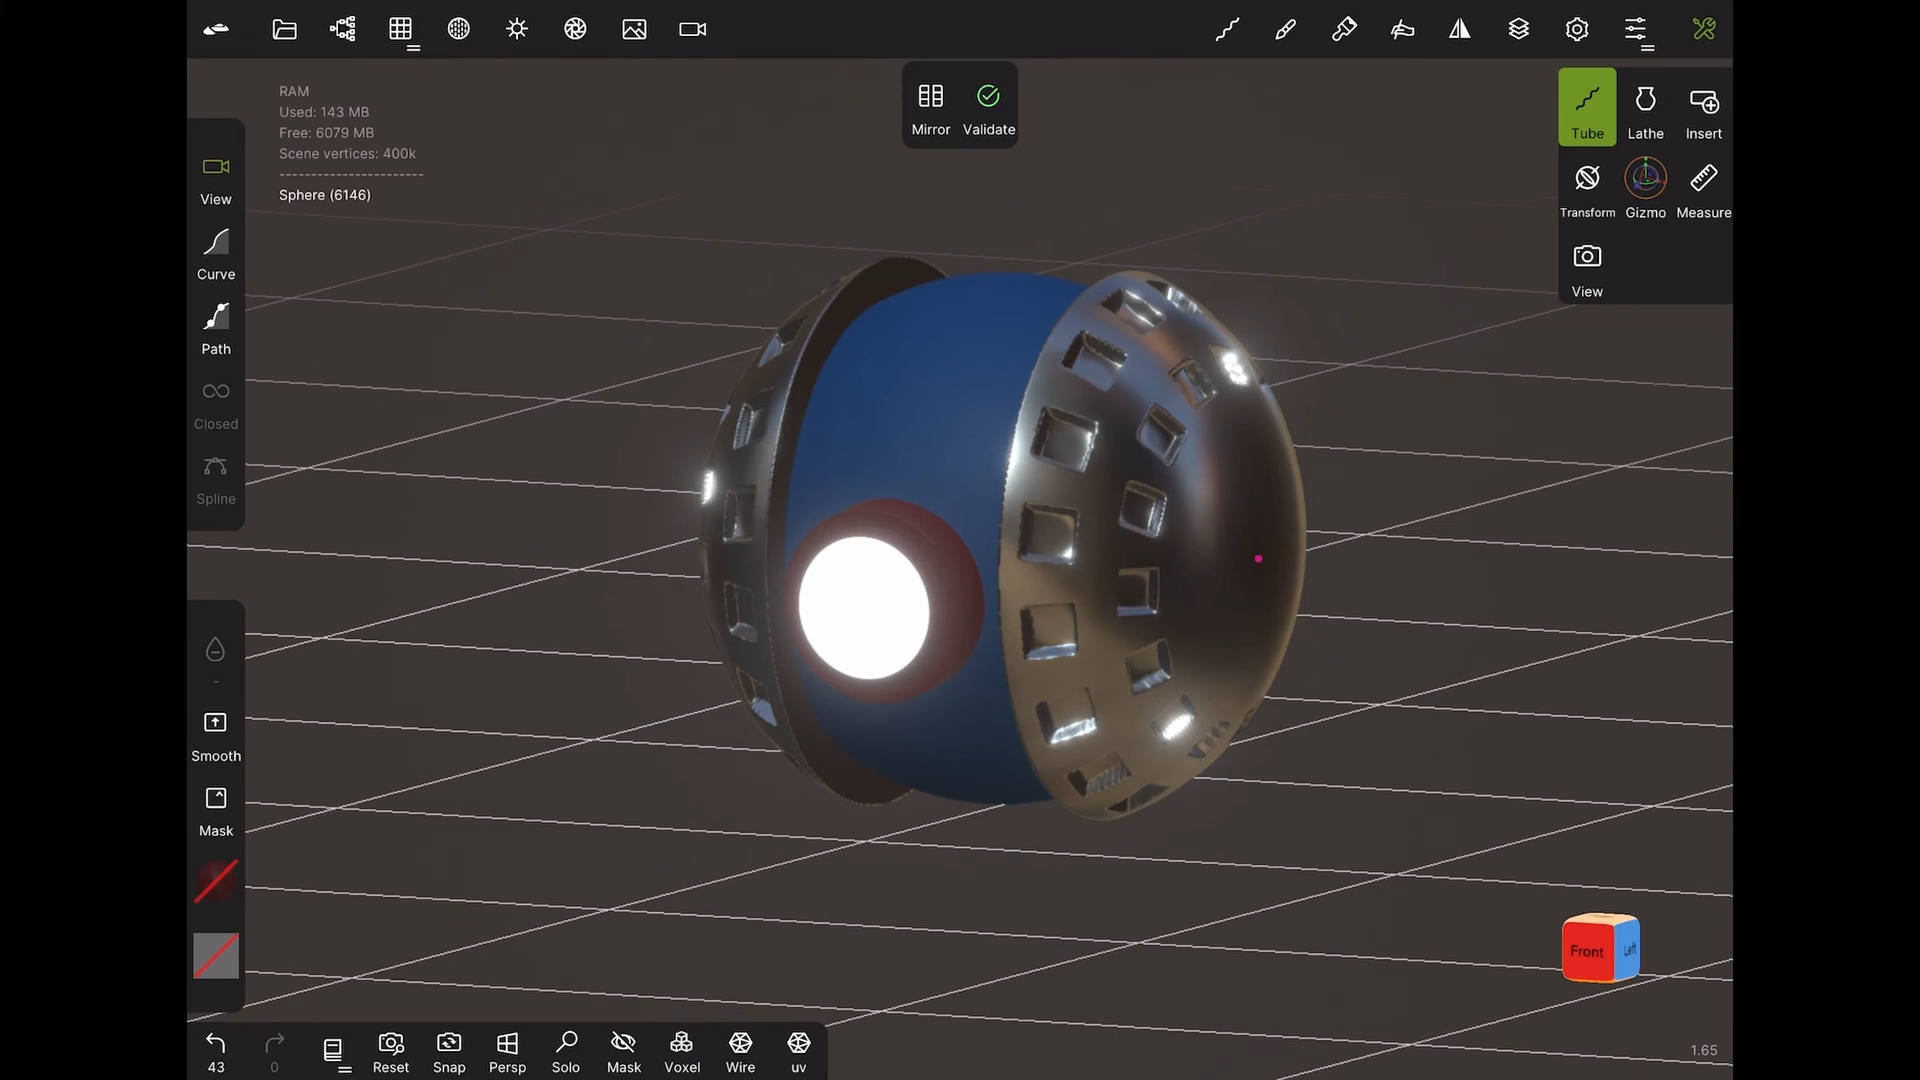 RAM
Used: 143 MB
Free: 6079 MB
Scene vertices: 400k
------------------------
Sphere (6146)
Mirror
Validate
Tube
Lathe
Insert
Transform
Gizmo
Measure
View
View
Curve
Path
Closed
Spline
-
Smooth
Mask
Front
Left
1.65
43
0
Reset
Snap
Persp
Solo
Mask
Voxel
Wire
uv